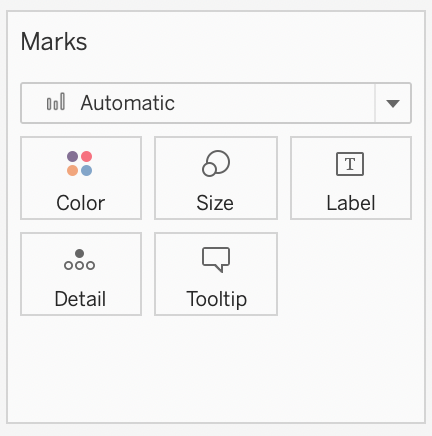 Marks
Automatic
Color Size Label
Detail Tooltip